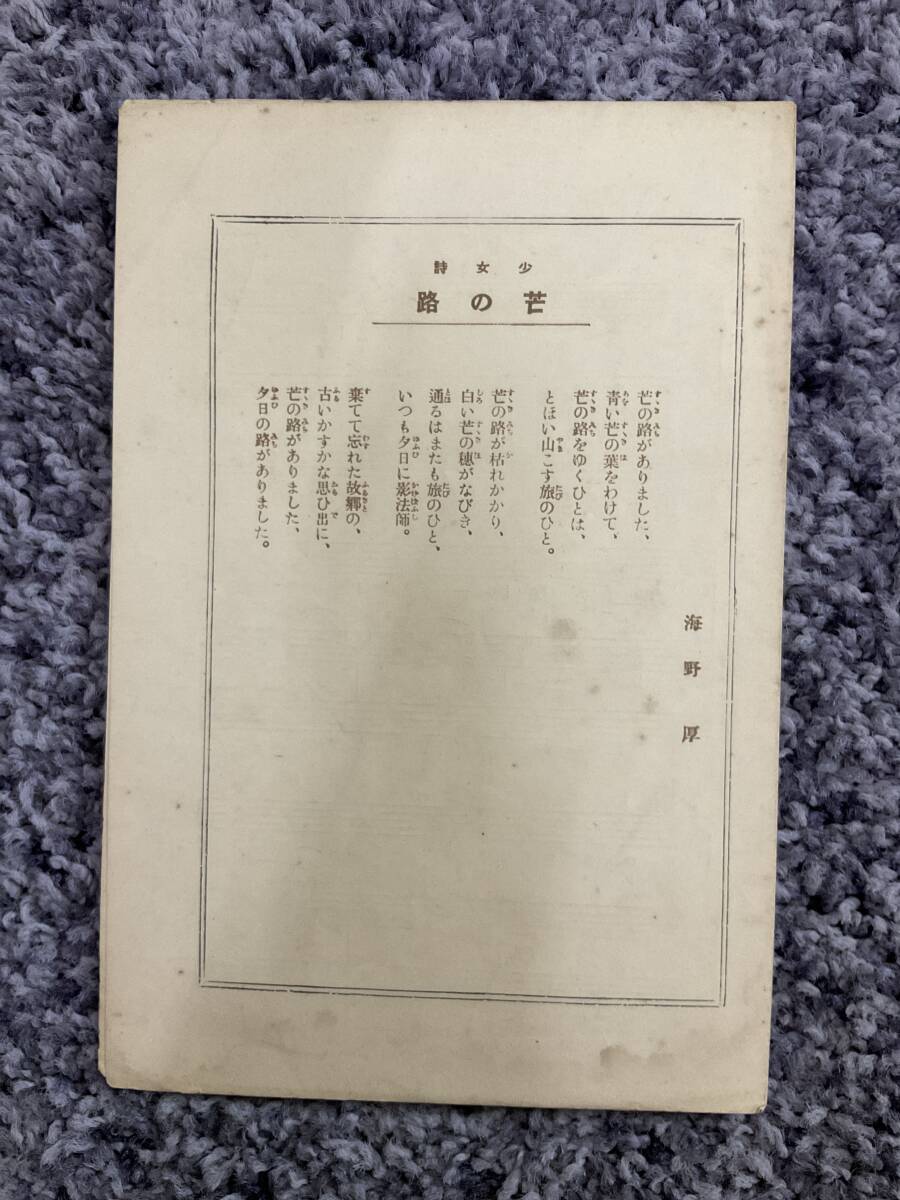 少女詩
芒の路
海野厚
芒の路がありました、
青い芒の葉をわけて、
芒の路をゆくひとは、
とほい山こす旅のひと。
芒の路が枯れかかり、
白い芒の穂がなびき、
通るはまたも旅のひと、
いつも夕日に影法師。
棄てて忘れた故郷の、
古いかすかな思ひ出に、
芒の路がありました、
夕日の路がありました。